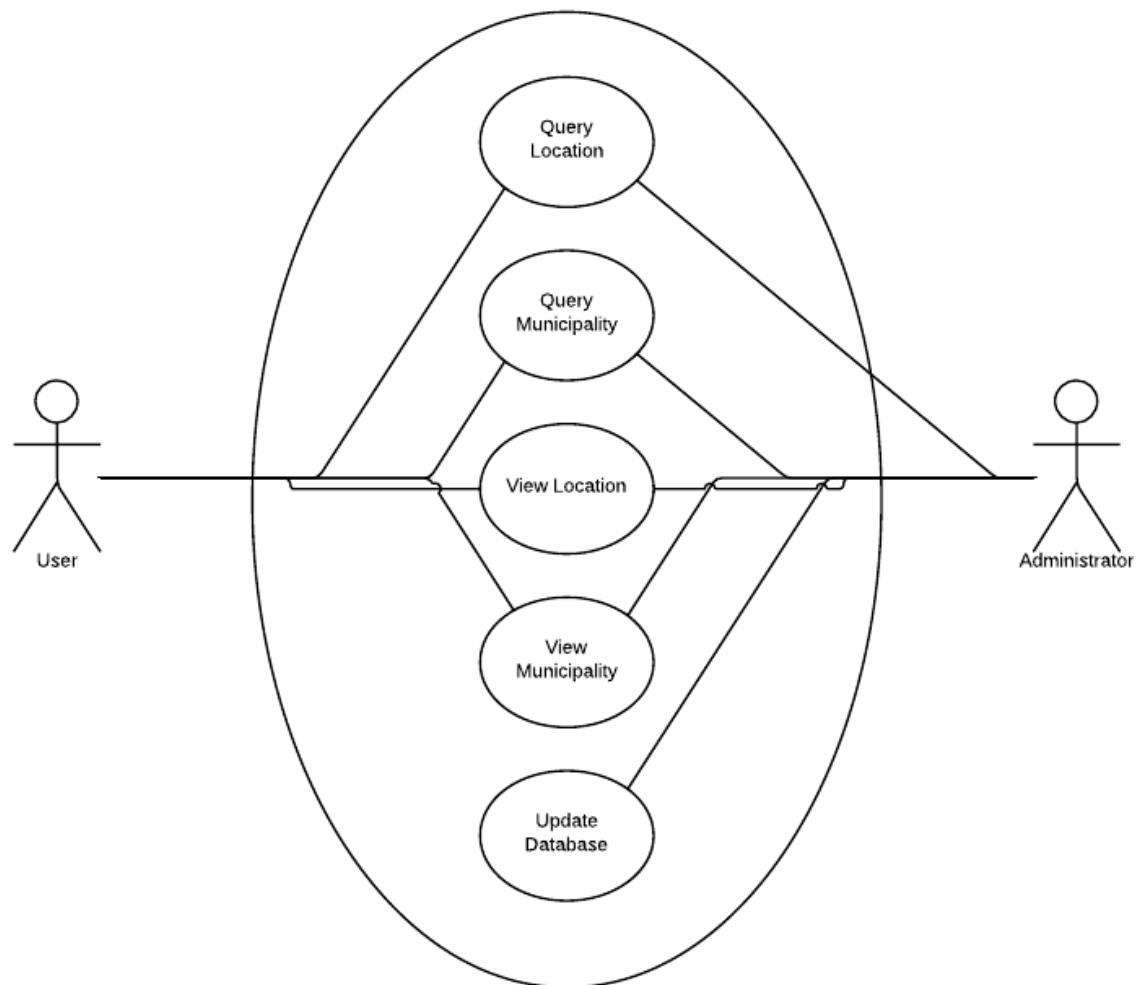 Query
Location
Query
Municipality
View Location
User
Administrator
View
Municipality
Update
Database